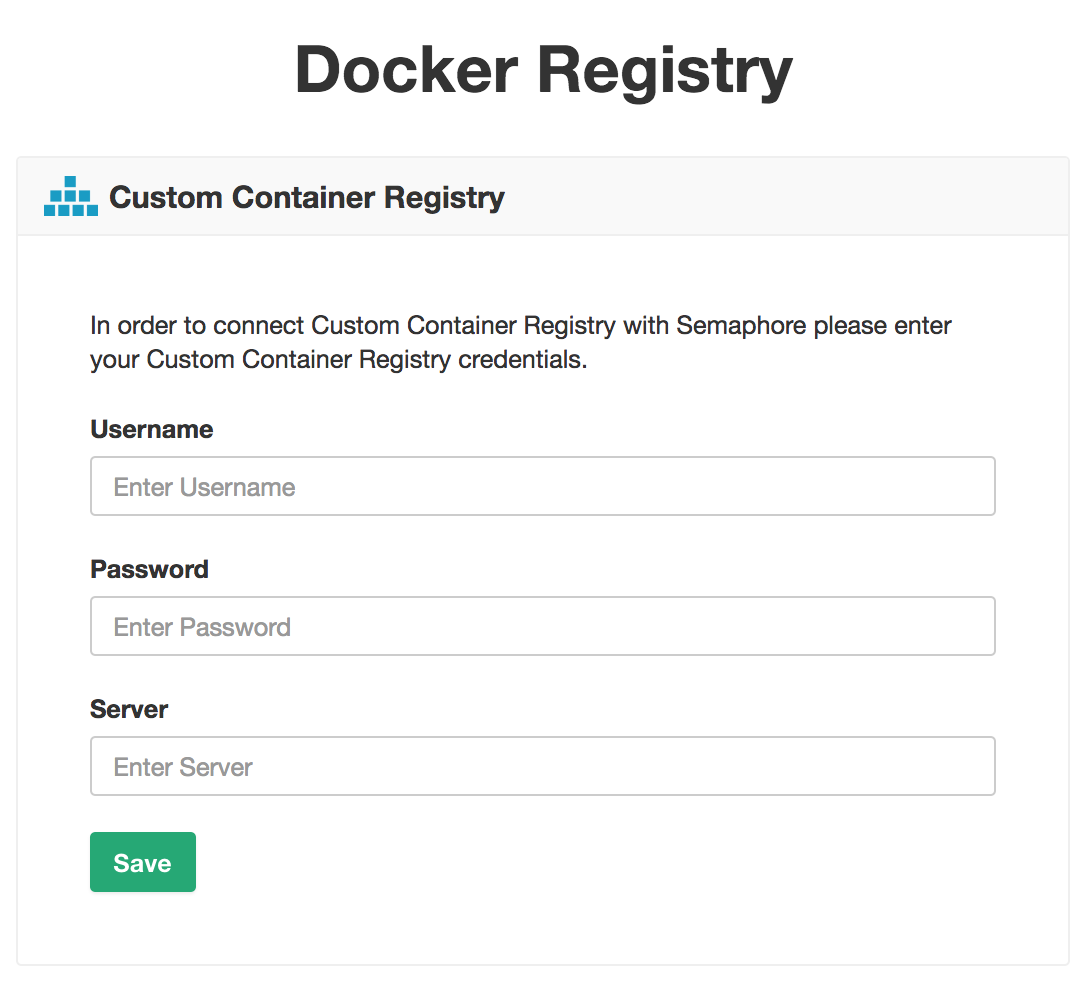 Docker Registry
Custom Container Registry
In order to connect Custom Container Registry with Semaphore please enter
your Custom Container Registry credentials.
Username
Enter Username
Password
Enter Password
Server
Enter Server
Save